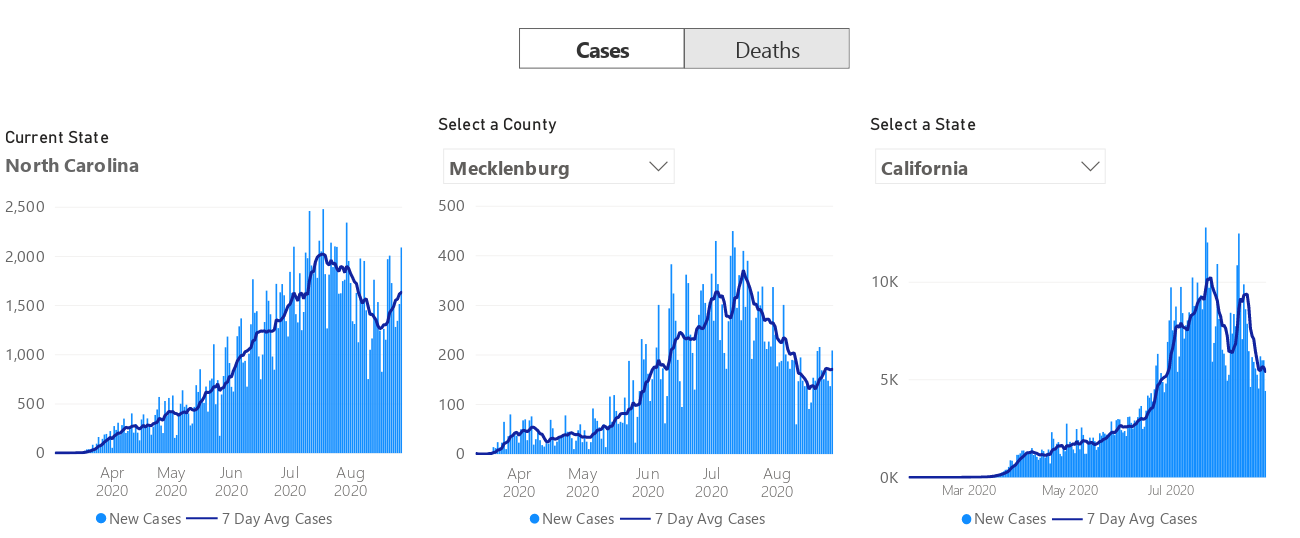 Cases
Deaths
Current State
North Carolina
2,500
2,000
1,500
1,000
500
0
Apr 2020
May 2020
Jun 2020
Jul 2020
Aug 2020
New Cases
7 Day Avg Cases
Select a County
Mecklenburg
500
400
300
200
100
0
Apr 2020
May 2020
Jun 2020
Jul 2020
Aug 2020
New Cases
7 Day Avg Cases
Select a State
California
10K
5K
0K
Mar 2020
May 2020
Jul 2020
New Cases
7 Day Avg Cases